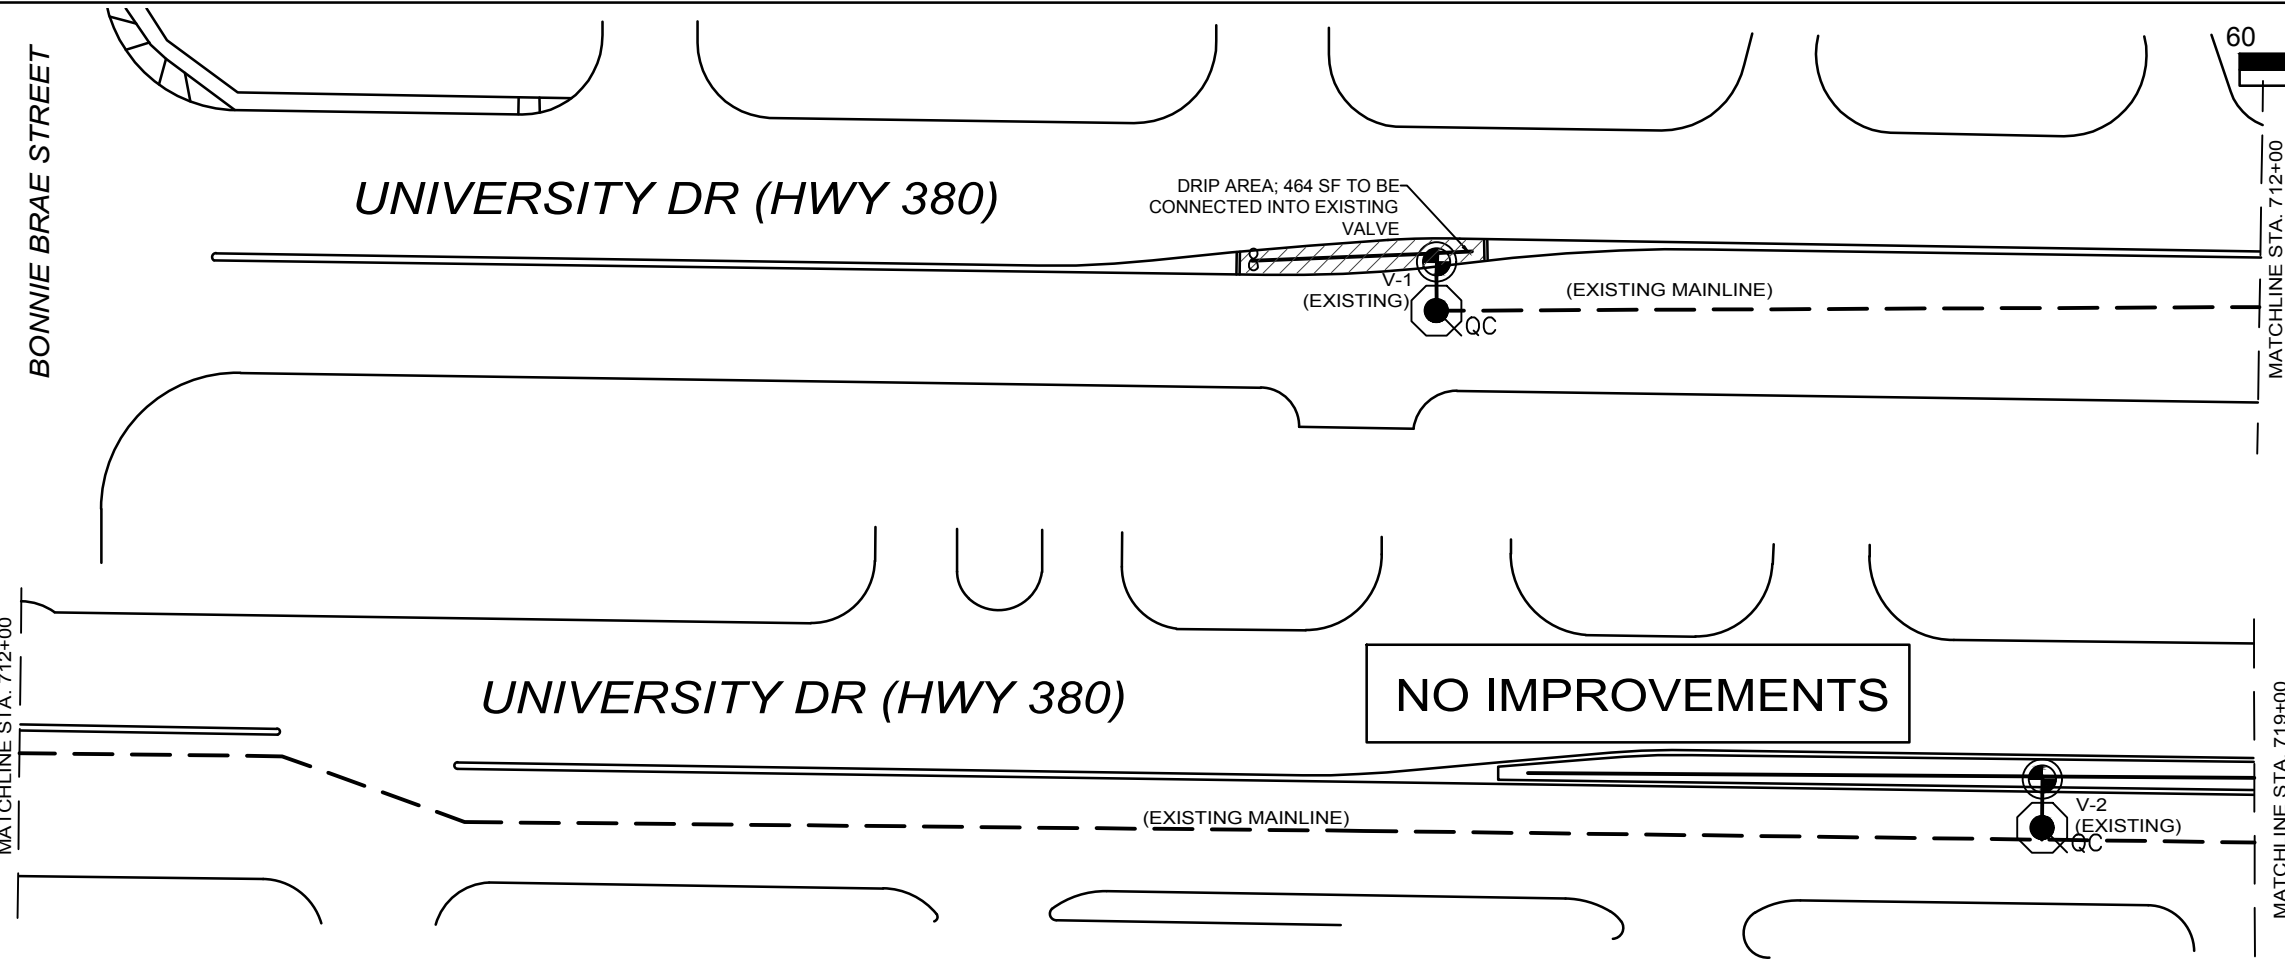 60
BONNIE BRAE STREET
UNIVERSITY DR (HWY 380)
DRIP AREA; 464 SF TO BE
CONNECTED INTO EXISTING
VALVE
V-1
(EXISTING)
QC
(EXISTING MAINLINE)
MATCHLINE STA. 712+00
MATCHLINE STA. 712+00
UNIVERSITY DR (HWY 380)
NO IMPROVEMENTS
(EXISTING MAINLINE)
V-2
(EXISTING)
QC
MATCHLINE STA. 719+00